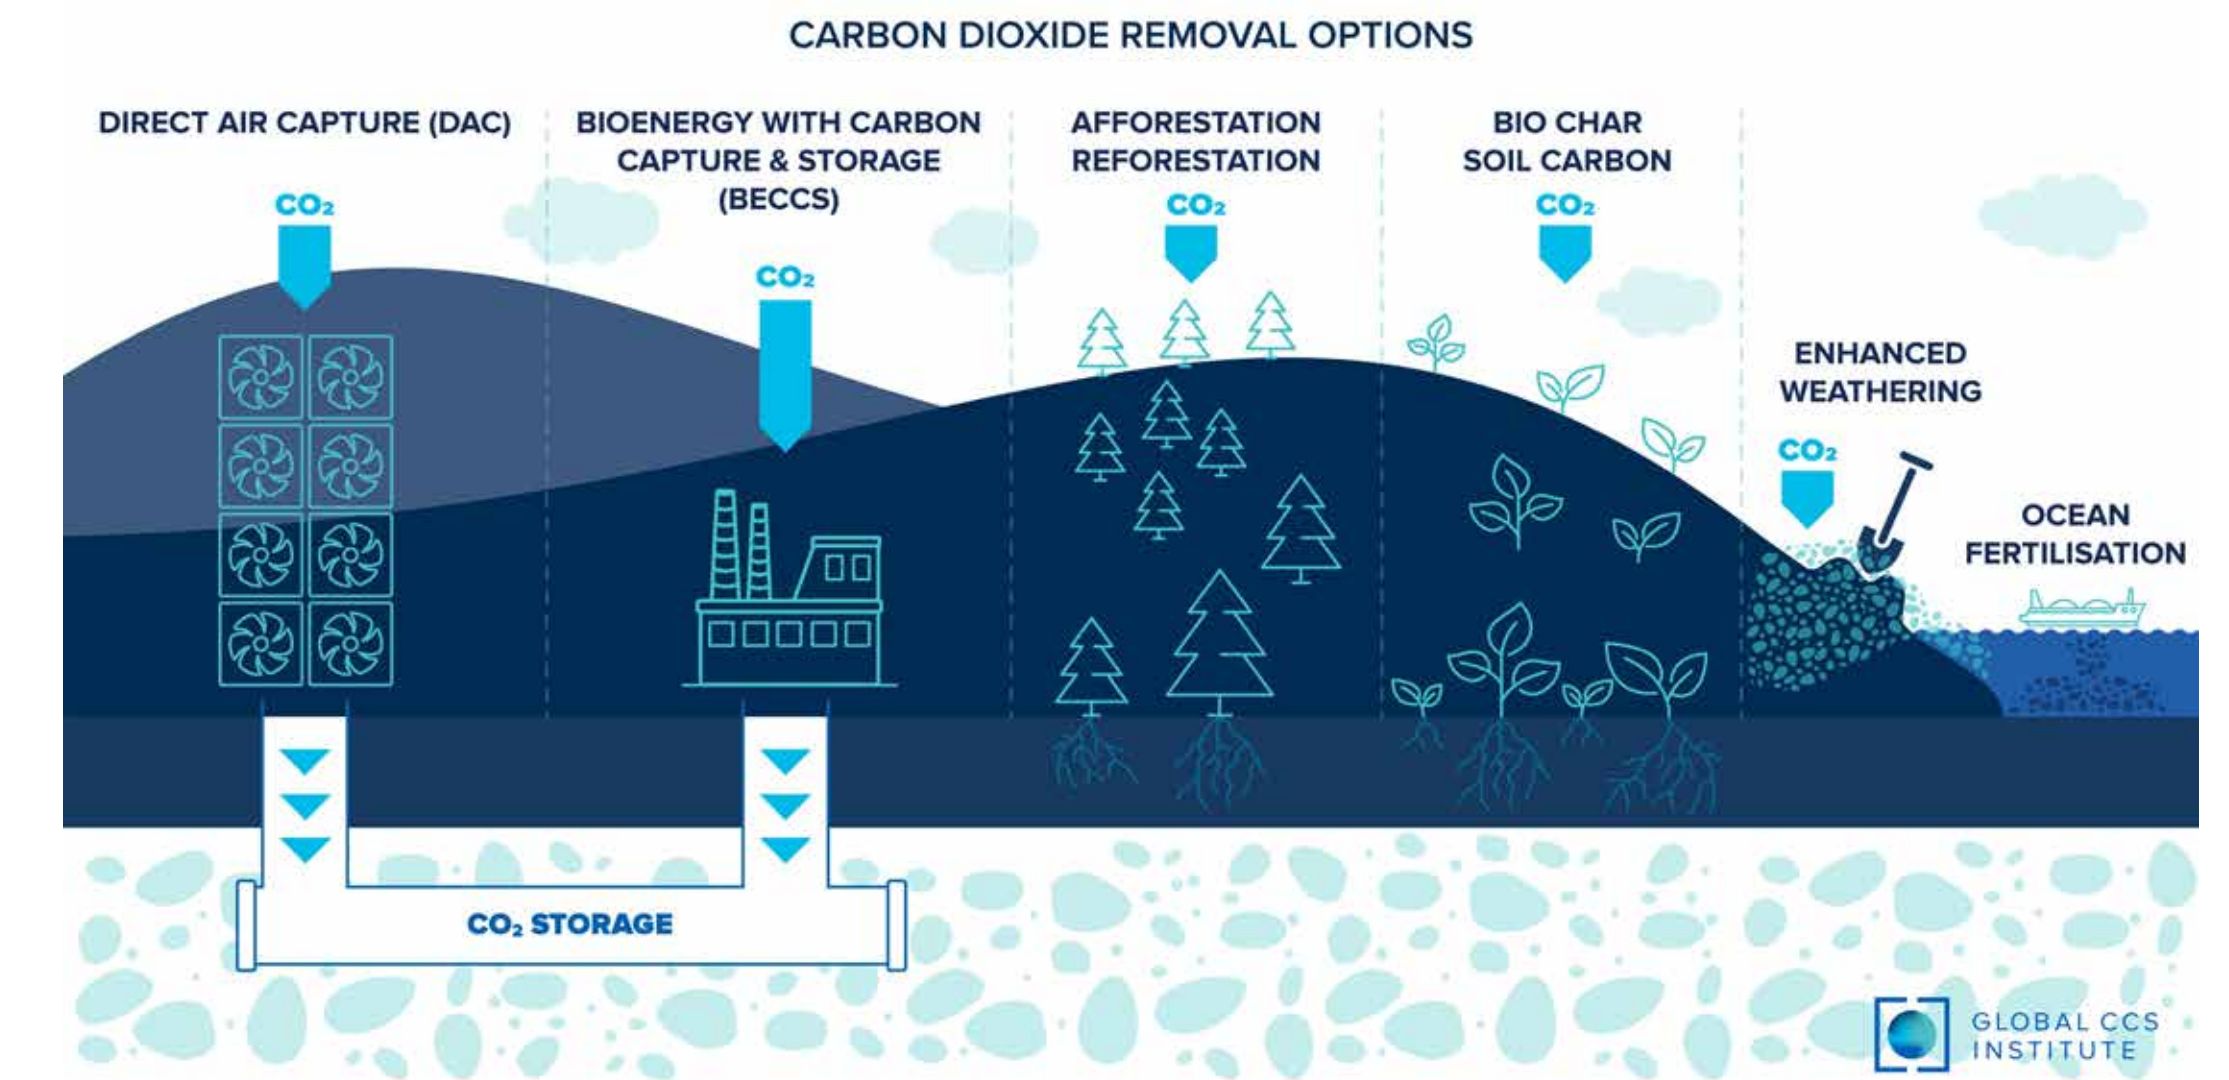 CARBON DIOXIDE REMOVAL OPTIONS
DIRECT AIR CAPTURE (DAC)
CO₂
BIOENERGY WITH CARBON
CAPTURE & STORAGE
(BECCS)
CO₂
AFFORESTATION
REFORESTATION
CO₂
BIO CHAR
SOIL CARBON
CO₂
ENHANCED
WEATHERING
CO₂
OCEAN
FERTILISATION
CO₂ STORAGE
GLOBAL CCS
INSTITUTE